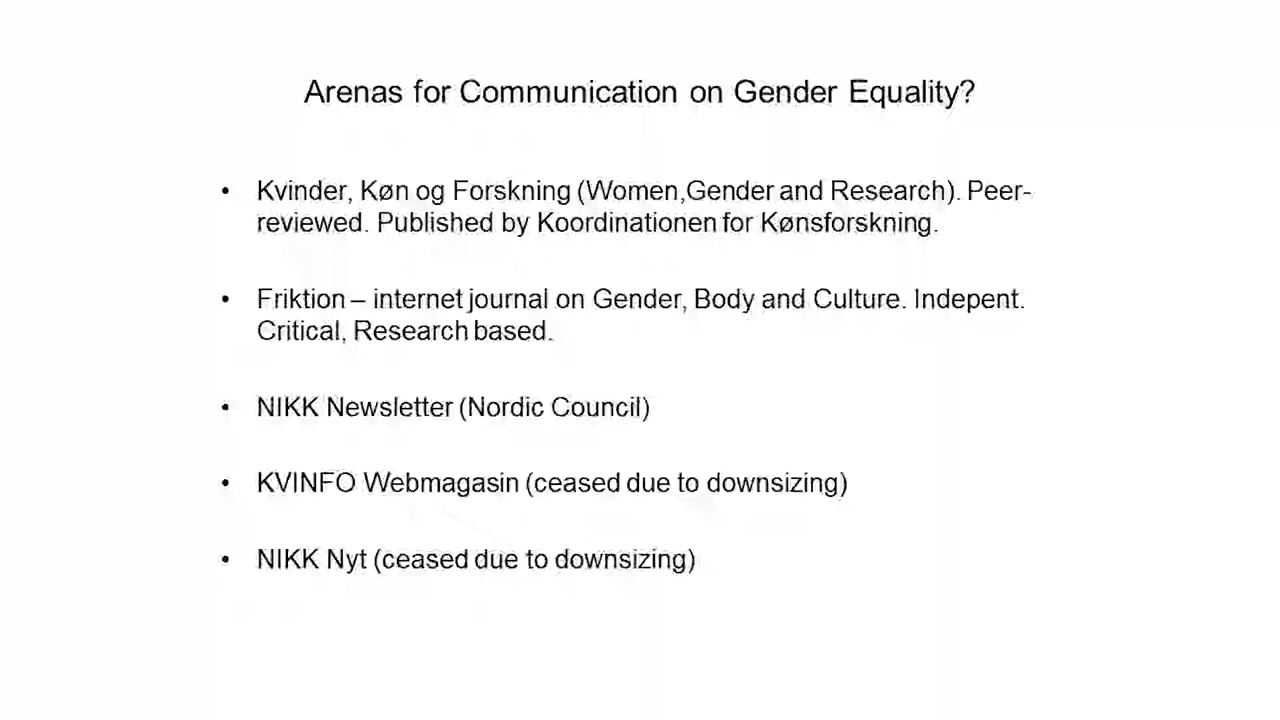 Arenas for Communication on Gender Equality?
• Kvinder, Køn og Forskning (Women,Gender and Research). Peer-
reviewed. Published by Koordinationen for Kønsforskning.
• Friktion – internet journal on Gender, Body and Culture. Indepent.
Critical, Research based.
• NIKK Newsletter (Nordic Council)
• KVINFO Webmagasin (ceased due to downsizing)
• NIKK Nyt (ceased due to downsizing)